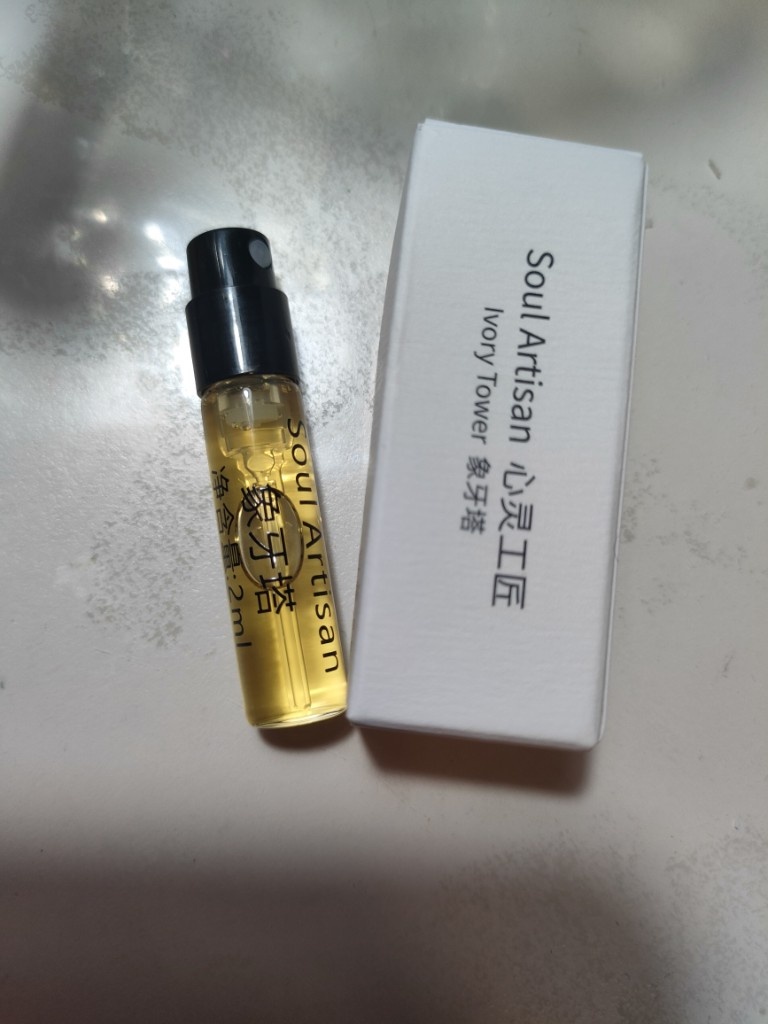 Soul Artisan 心灵工匠
Ivory Tower 象牙塔
Soul Artisan
象牙塔
净含量:2ml